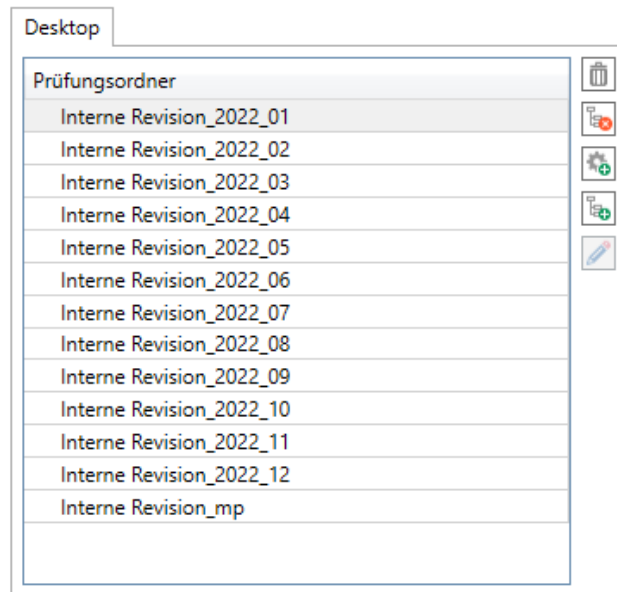 Desktop
Prüfungsordner
Interne Revision_2022_01
Interne Revision_2022_02
Interne Revision_2022_03
Interne Revision_2022_04
Interne Revision_2022_05
Interne Revision_2022_06
Interne Revision_2022_07
Interne Revision_2022_08
Interne Revision_2022_09
Interne Revision_2022_10
Interne Revision_2022_11
Interne Revision_2022_12
Interne Revision_mp